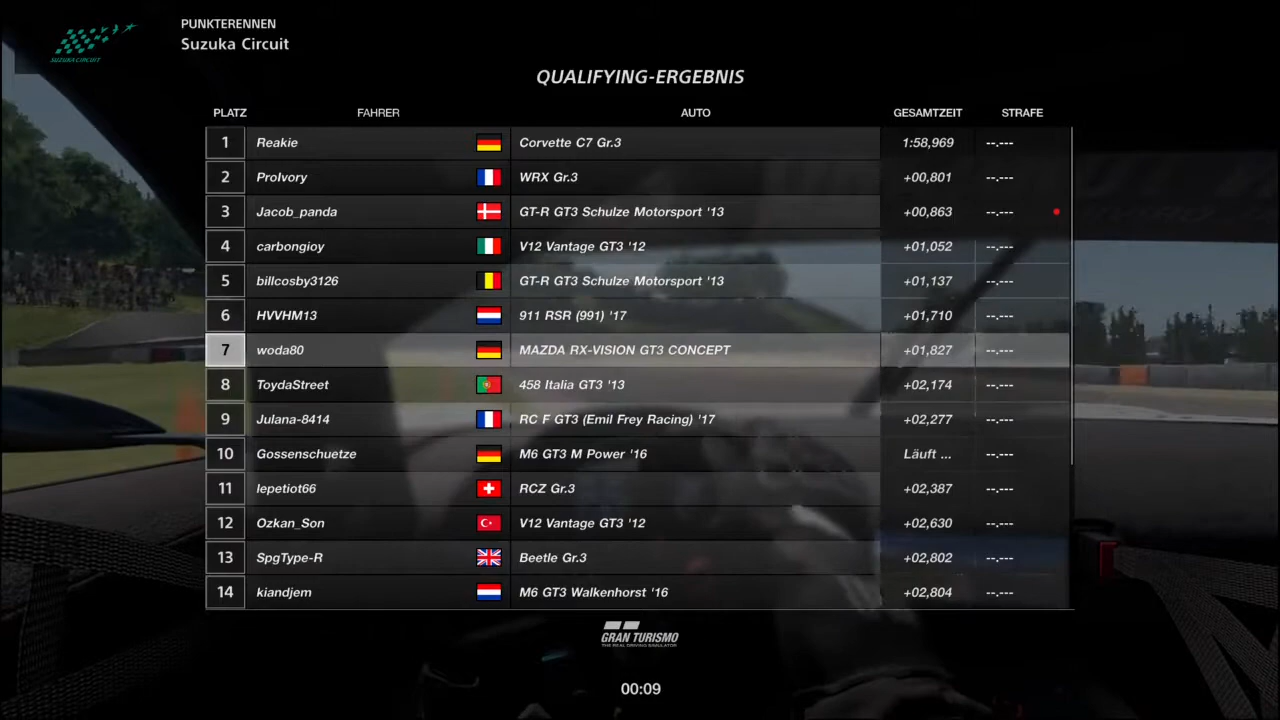 PUNKTERENNEN
Suzuka Circuit
SUZUKA CIRCUIT
QUALIFYING-ERGEBNIS
PLATZ FAHRER AUTO GESAMTZEIT STRAFE
1 Reakie Corvette C7 Gr.3 1:58,969 --.---
2 ProIvory WRX Gr.3 +00,801 --.---
3 Jacob_panda GT-R GT3 Schulze Motorsport '13 +00,863 --.---
4 carbongioy V12 Vantage GT3 '12 +01,052 --.---
5 billcosby3126 GT-R GT3 Schulze Motorsport '13 +01,137 --.---
6 HVVHM13 911 RSR (991) '17 +01,710 --.---
7 woda80 MAZDA RX-VISION GT3 CONCEPT +01,827 --.---
8 ToydaStreet 458 Italia GT3 '13 +02,174 --.---
9 Julana-8414 RC F GT3 (Emil Frey Racing) '17 +02,277 --.---
10 Gossenschuetze M6 GT3 M Power '16 Läuft ... --.---
11 lepetiot66 RCZ Gr.3 +02,387 --.---
12 Ozkan_Son V12 Vantage GT3 '12 +02,630 --.---
13 SpgType-R Beetle Gr.3 +02,802 --.---
14 kiandjem M6 GT3 Walkenhorst '16 +02,804 --.---
GRAN TURISMO
THE REAL DRIVING SIMULATOR
00:09